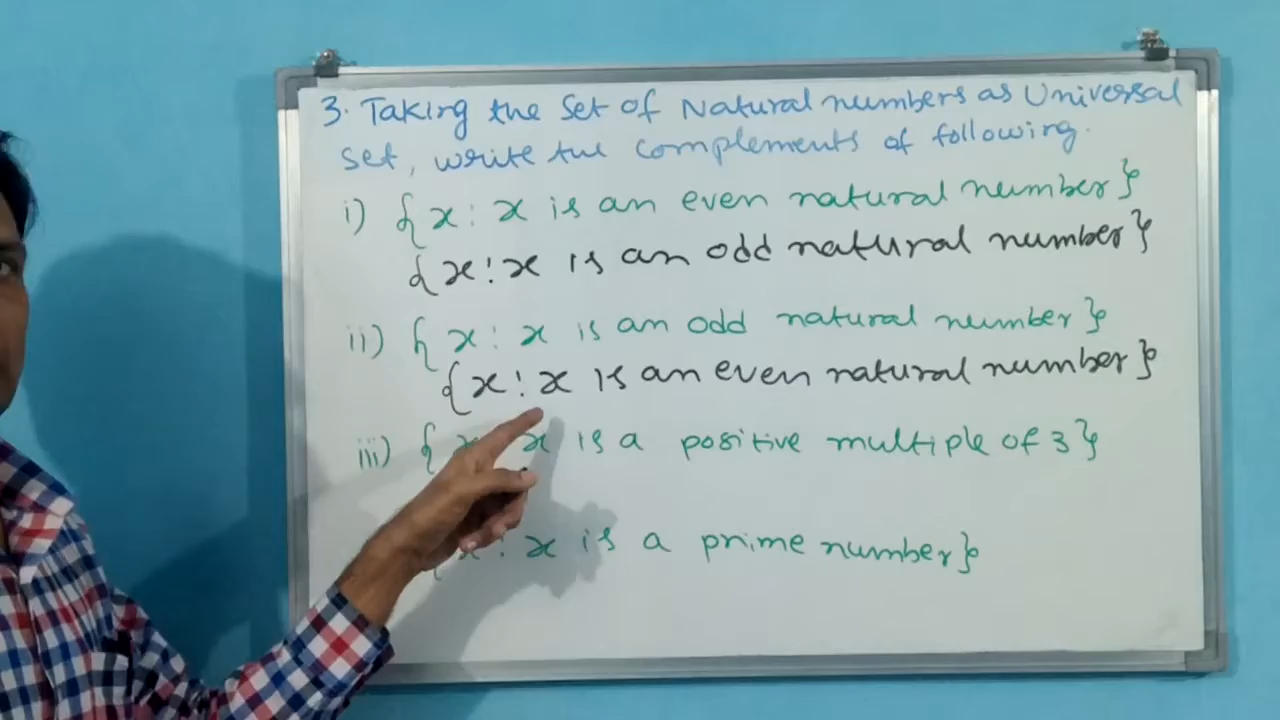 3. Taking the set of Natural numbers as Universal
set, write the complements of following.
i) {x : x is an even natural number}
{x : x is an odd natural number}
ii) {x : x is an odd natural number}
{x : x is an even natural number}
iii) {x x is a positive multiple of 3}
{x : x is a prime number}